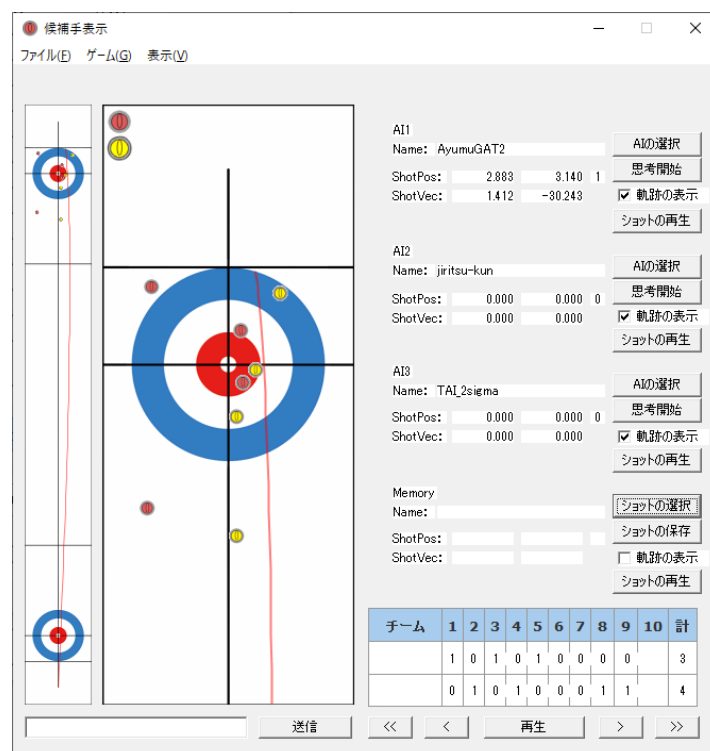 候補手表示
ファイル(F) ゲーム(G) 表示(V)
AI1
Name: AyumuGAT2 AIの選択
思考開始
ShotPos: 2.883 3.140 1
ShotVec: 1.412 -30.243 軌跡の表示
ショットの再生
AI2
Name: jiritsu-kun AIの選択
思考開始
ShotPos: 0.000 0.000 0
ShotVec: 0.000 0.000 軌跡の表示
ショットの再生
AI3
Name: TAI_2sigma AIの選択
思考開始
ShotPos: 0.000 0.000 0
ShotVec: 0.000 0.000 軌跡の表示
ショットの再生
Memory
Name: ショットの選択
ショットの保存
ShotPos:
ShotVec: 軌跡の表示
ショットの再生
チーム 1 2 3 4 5 6 7 8 9 10 計
1 0 1 0 1 0 0 0 0 3
0 1 0 1 0 0 0 1 1 4
送信 << < 再生 > >>